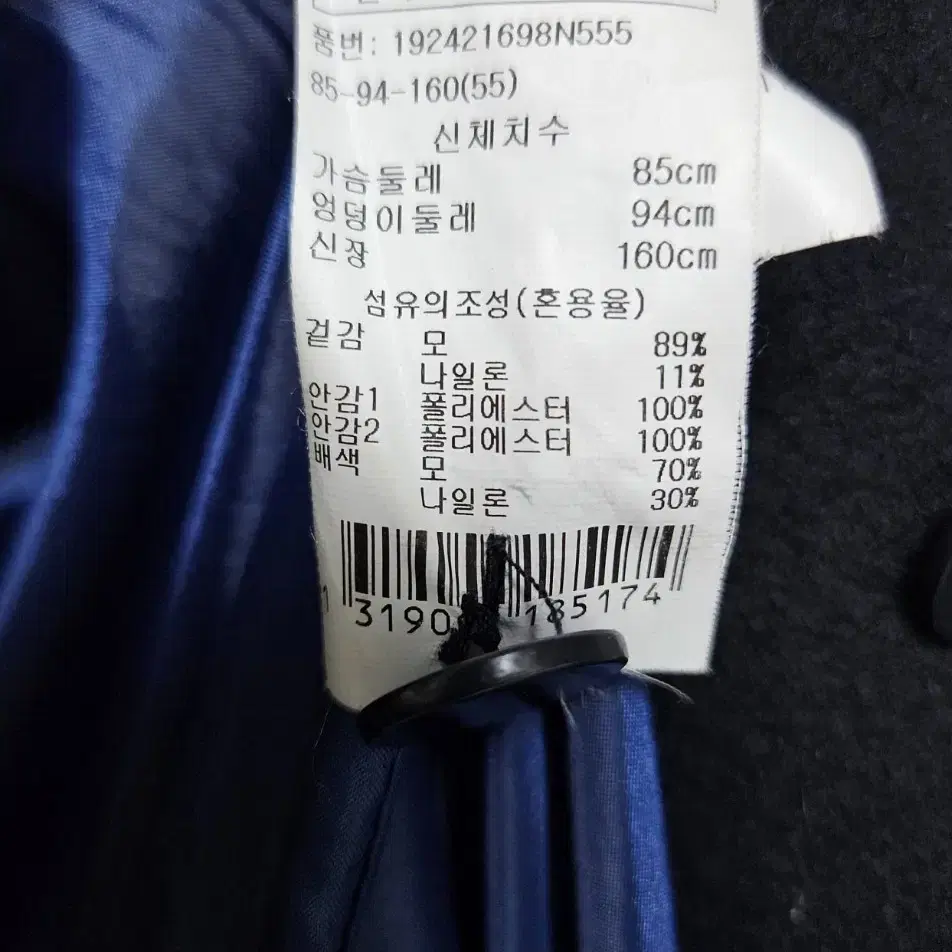 품번: 192421698N555
85-94-160(55)
신체치수
가슴둘레 85cm
엉덩이둘레 94cm
신장 160cm
섬유의조성(혼용율)
겉감 모 89%
나일론 11%
안감1 폴리에스터 100%
안감2 폴리에스터 100%
배색 모 70%
나일론 30%
3190 185174